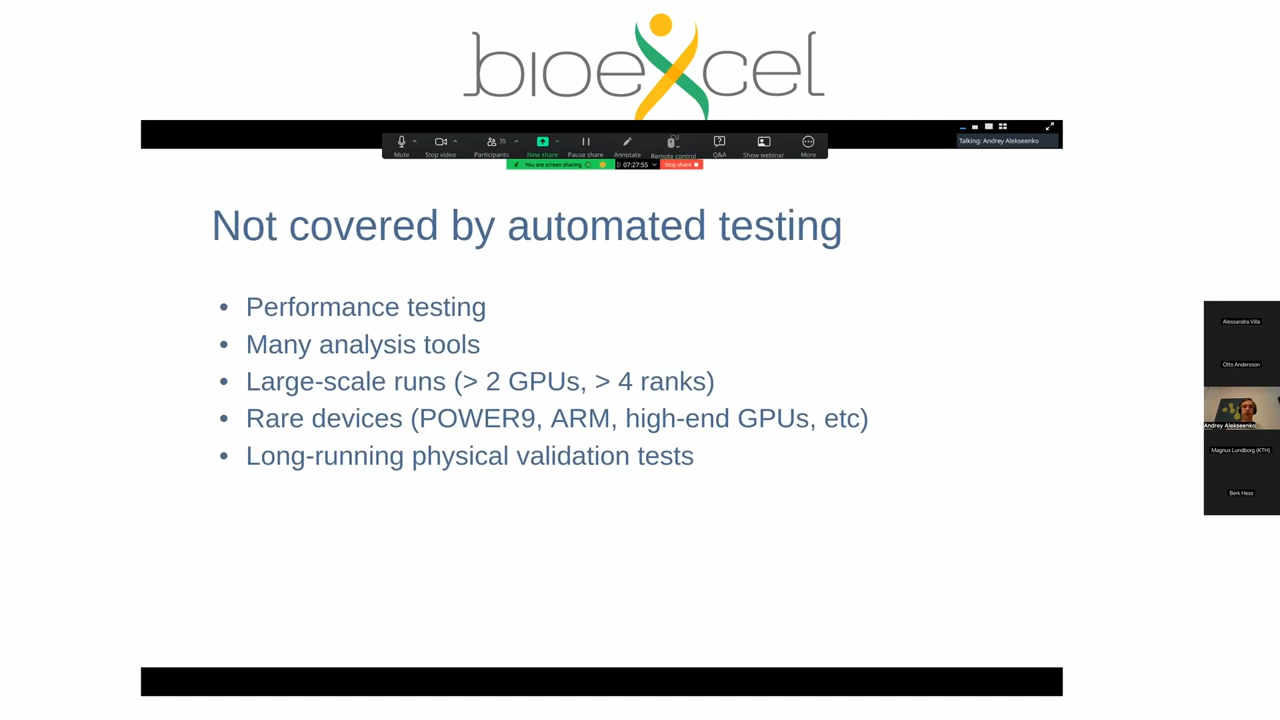 bioexcel
Talking: Andrey Alekseenko
Mute
Stop video
Participants
35
New share
Pause share
Annotate
Remote control
Q&A
Show webinar
More
You are screen sharing
07:27:55
Stop share
Not covered by automated testing
• Performance testing
• Many analysis tools
• Large-scale runs (> 2 GPUs, > 4 ranks)
• Rare devices (POWER9, ARM, high-end GPUs, etc)
• Long-running physical validation tests
Alessandra Villa
Otto Andersson
Andrey Alekseenko
Magnus Lundborg (KTH)
Berk Hess